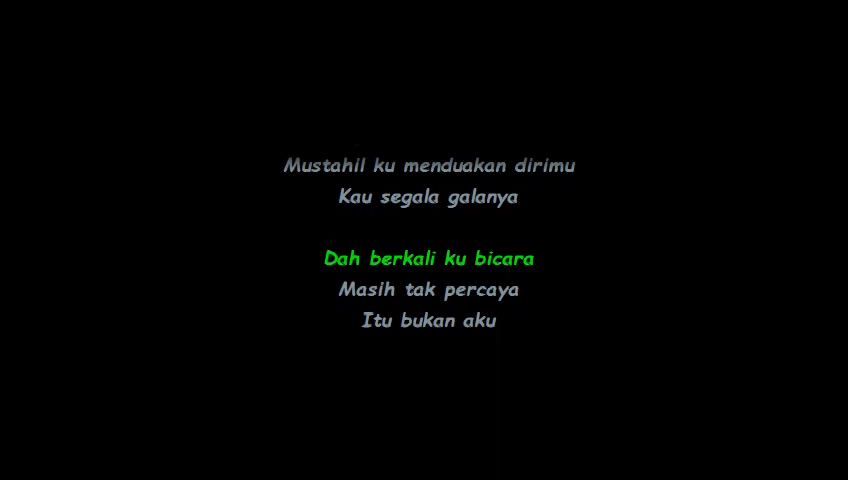 Mustahil ku menduakan dirimu
Kau segala galanya
Dah berkali ku bicara
Masih tak percaya
Itu bukan aku